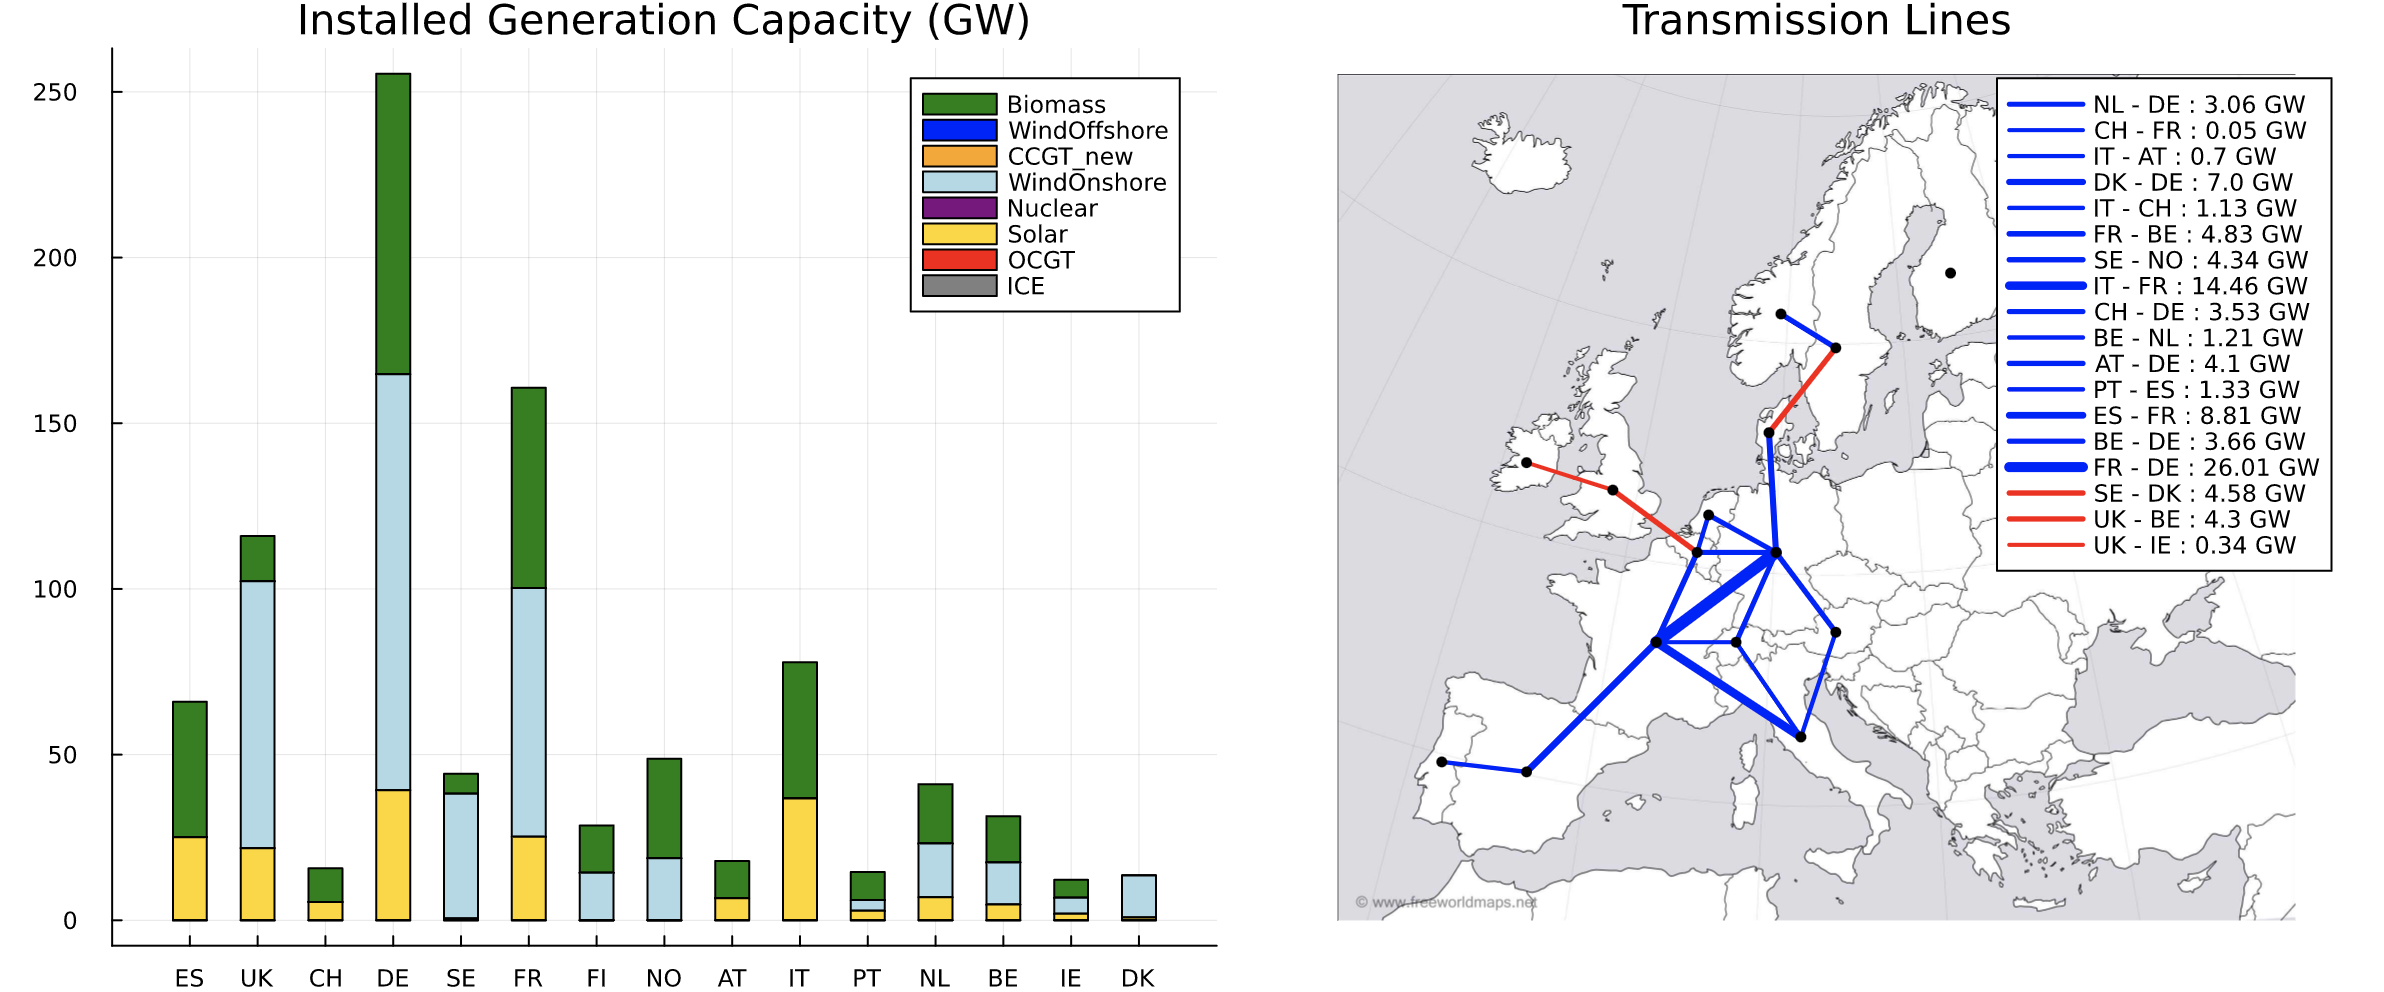 Installed Generation Capacity (GW)
250
200
150
100
50
0
ES UK CH DE SE FR FI NO AT IT PT NL BE IE DK
Biomass
WindOffshore
CCGT_new
WindOnshore
Nuclear
Solar
OCGT
ICE
Transmission Lines
NL - DE : 3.06 GW
CH - FR : 0.05 GW
IT - AT : 0.7 GW
DK - DE : 7.0 GW
IT - CH : 1.13 GW
FR - BE : 4.83 GW
SE - NO : 4.34 GW
IT - FR : 14.46 GW
CH - DE : 3.53 GW
BE - NL : 1.21 GW
AT - DE : 4.1 GW
PT - ES : 1.33 GW
ES - FR : 8.81 GW
BE - DE : 3.66 GW
FR - DE : 26.01 GW
SE - DK : 4.58 GW
UK - BE : 4.3 GW
UK - IE : 0.34 GW
© www.freeworldmaps.net